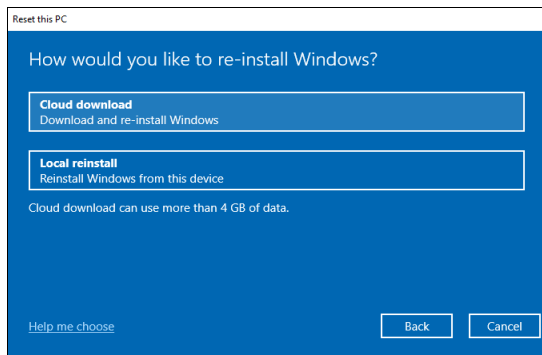 Reset this PC
How would you like to re-install Windows?
Cloud download
Download and re-install Windows
Local reinstall
Reinstall Windows from this device
Cloud download can use more than 4 GB of data.
Help me choose
Back
Cancel